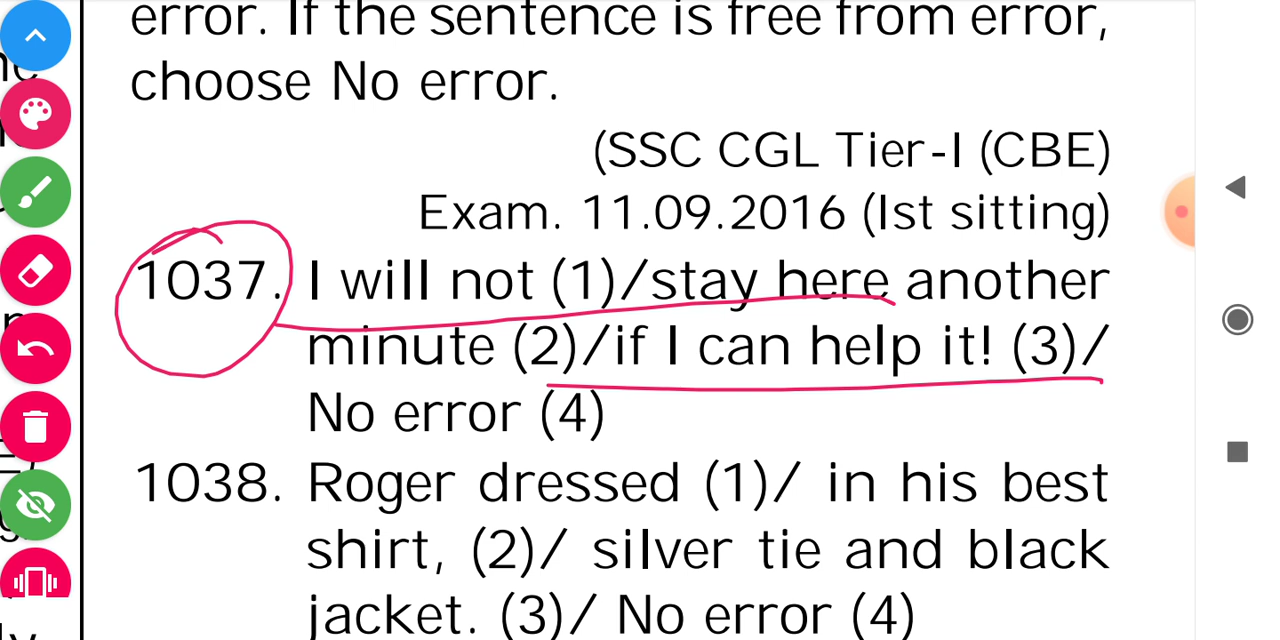 error. If the sentence is free from error,
choose No error.
(SSC CGL Tier-I (CBE)
Exam. 11.09.2016 (Ist sitting)
1037. I will not (1)/stay here another
minute (2)/if I can help it! (3)/
No error (4)
1038. Roger dressed (1)/ in his best
shirt, (2)/ silver tie and black
jacket. (3)/ No error (4)